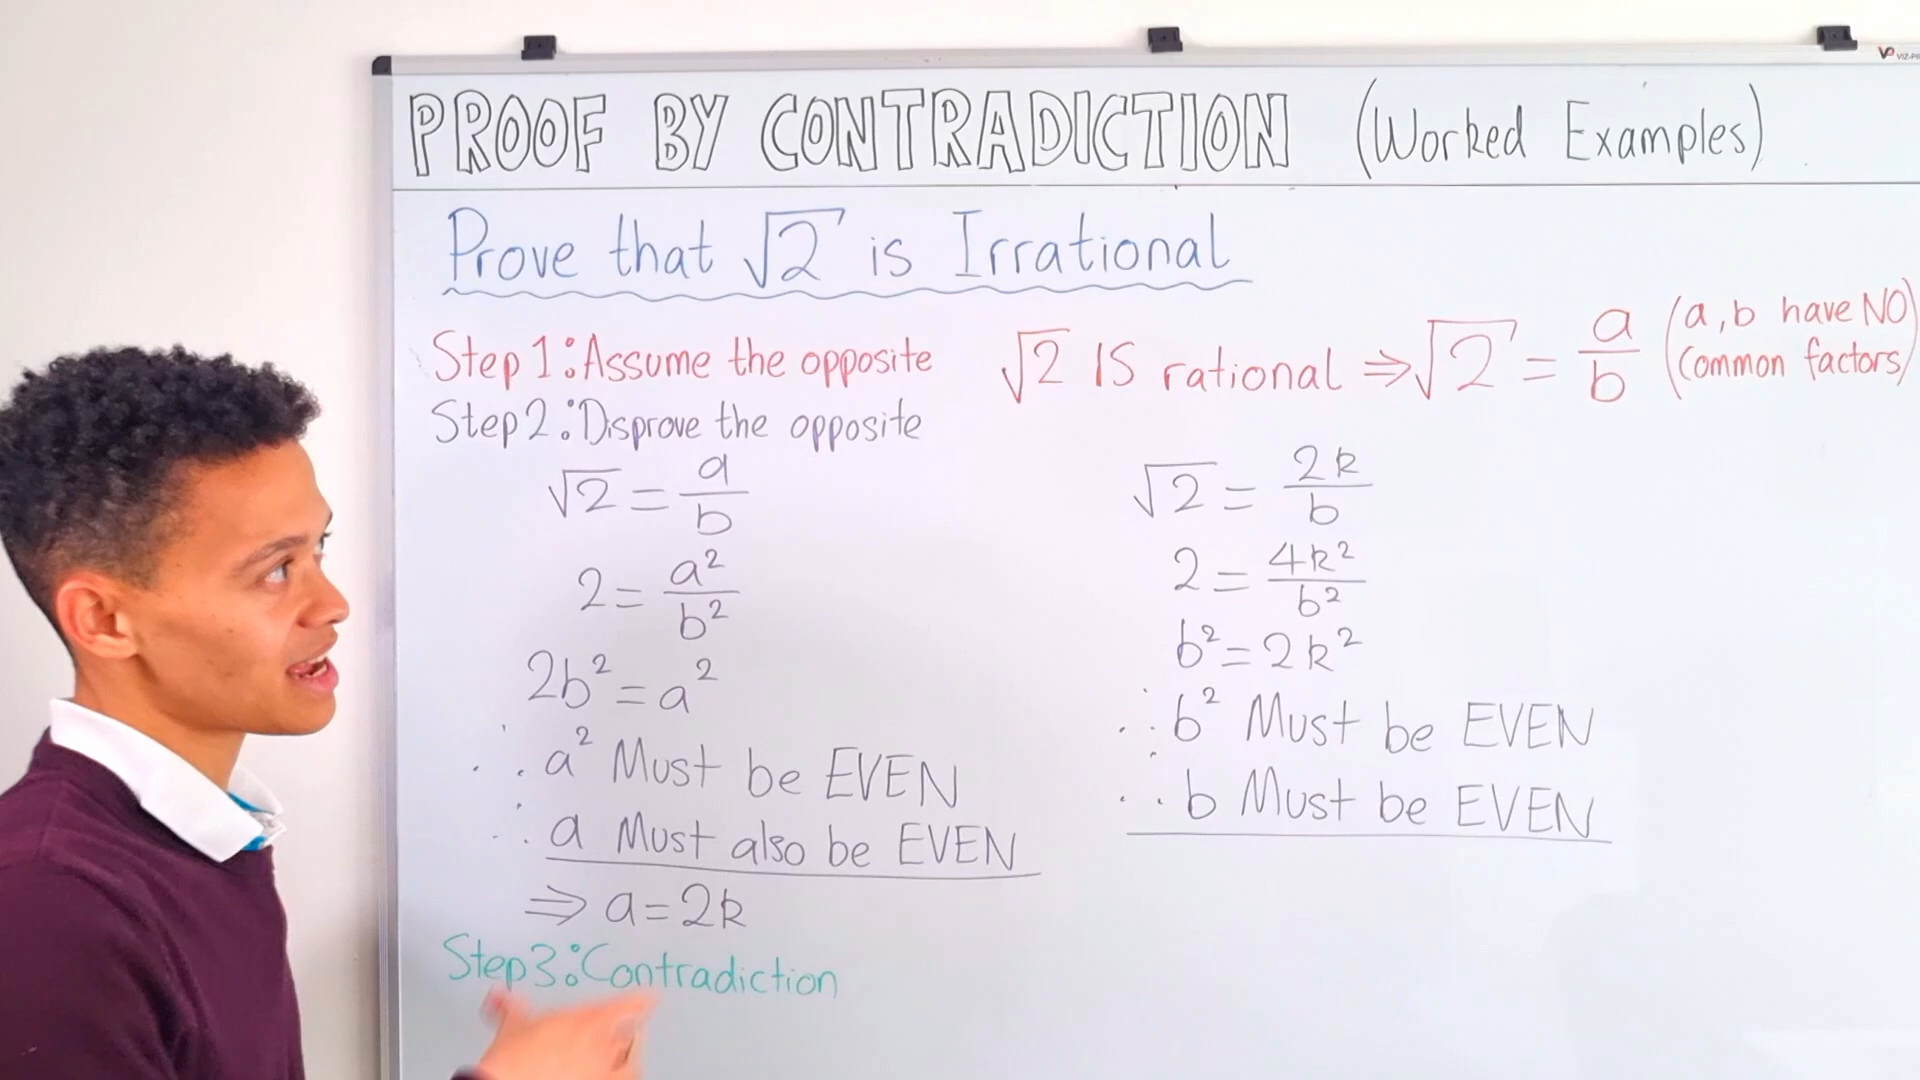 VP VIZ-PR
PROOF BY CONTRADICTION (Worked Examples)
Prove that √2 is Irrational
Step 1: Assume the opposite √2 IS rational ⇒ √2 = a/b (a, b have NO common factors)
Step 2: Disprove the opposite
√2 = a/b
2 = a²/b²
2b² = a²
∴ a² Must be EVEN
∴ a Must also be EVEN
⇒ a = 2k
√2 = 2k/b
2 = 4k²/b²
b² = 2k²
∴ b² Must be EVEN
∴ b Must be EVEN
Step 3: Contradiction